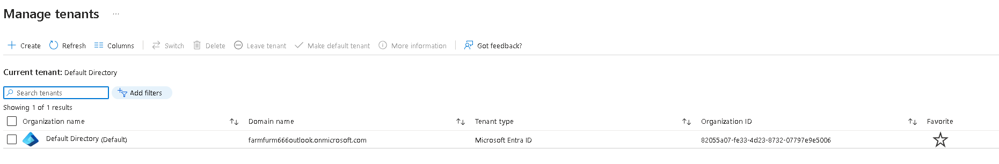 Manage tenants ...
Create Refresh Columns Switch Delete Leave tenant Make default tenant More information Got feedback?
Current tenant: Default Directory
Search tenants Add filters
Showing 1 of 1 results
Organization name Domain name Tenant type Organization ID Favorite
Default Directory (Default) farmfurm666outlook.onmicrosoft.com Microsoft Entra ID 82055a07-fe33-4d23-8732-07797e9e5006